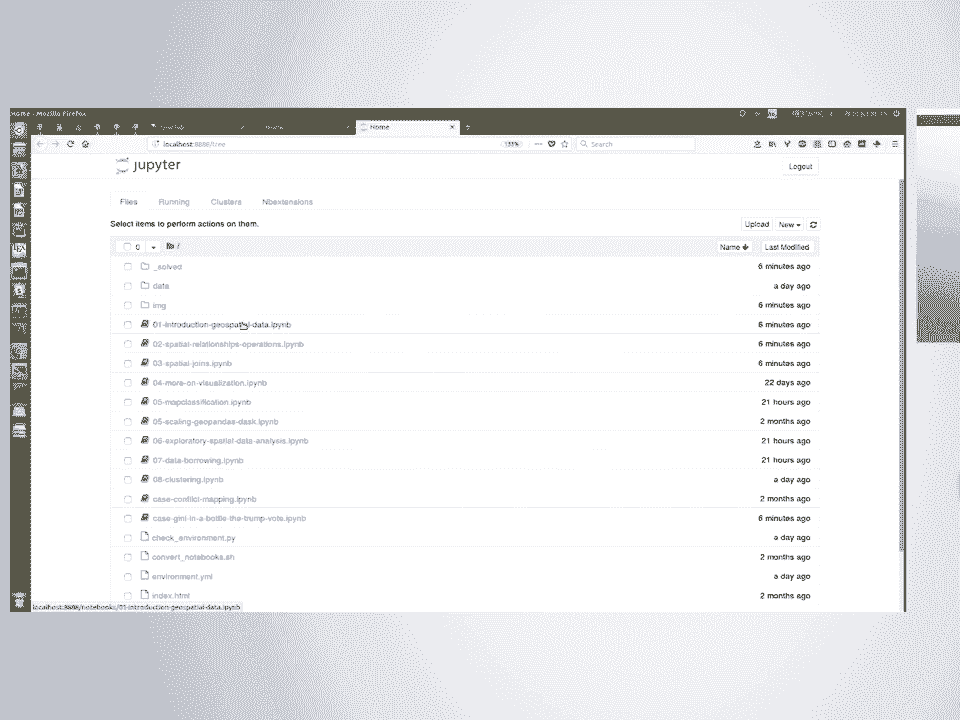 Home - Mozilla Firefox
Home
localhost:8888/tree
133%
Search
jupyter
Logout
Files Running Clusters Nbextensions
Select items to perform actions on them.
Upload New
0 /
Name Last Modified
_solved 6 minutes ago
data a day ago
img 6 minutes ago
01-introduction-geospatial-data.ipynb 6 minutes ago
02-spatial-relationships-operations.ipynb 6 minutes ago
03-spatial-joins.ipynb 6 minutes ago
04-more-on-visualization.ipynb 22 days ago
05-mapclassification.ipynb 21 hours ago
05-scaling-geopandas-dask.ipynb 2 months ago
06-exploratory-spatial-data-analysis.ipynb 21 hours ago
07-data-borrowing.ipynb 21 hours ago
08-clustering.ipynb a day ago
case-conflict-mapping.ipynb 2 months ago
case-gini-in-a-bottle-the-trump-vote.ipynb 6 minutes ago
check_environment.py a day ago
convert_notebooks.sh 2 months ago
environment.yml a day ago
index.html 2 months ago
localhost:8888/notebooks/01-introduction-geospatial-data.ipynb